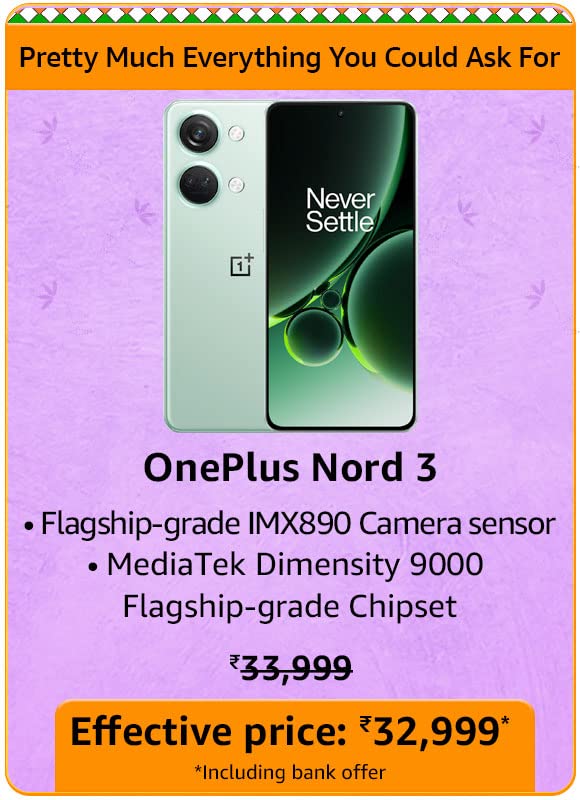 Pretty Much Everything You Could Ask For
Never
Settle
1+
OnePlus Nord 3
• Flagship-grade IMX890 Camera sensor
• MediaTek Dimensity 9000
Flagship-grade Chipset
₹33,999
Effective price: ₹32,999*
*Including bank offer